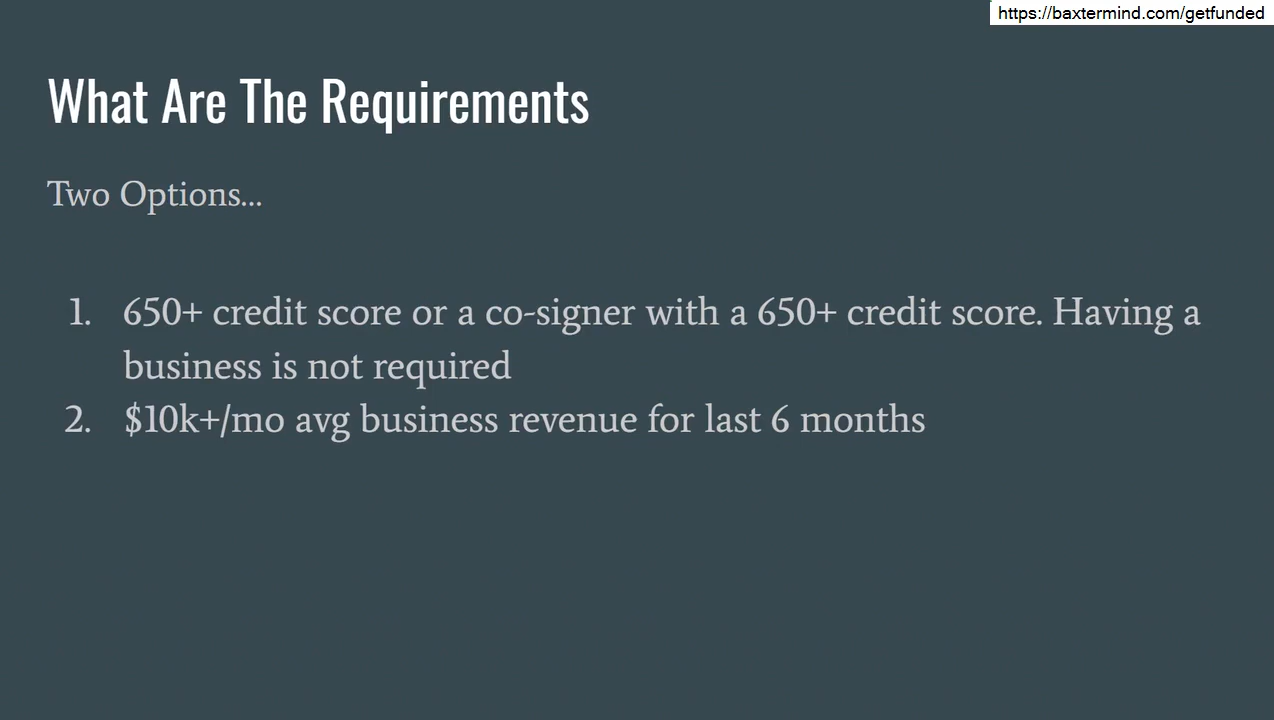 https://baxtermind.com/getfunded
What Are The Requirements
Two Options...
1. 650+ credit score or a co-signer with a 650+ credit score. Having a
business is not required
2. $10k+/mo avg business revenue for last 6 months